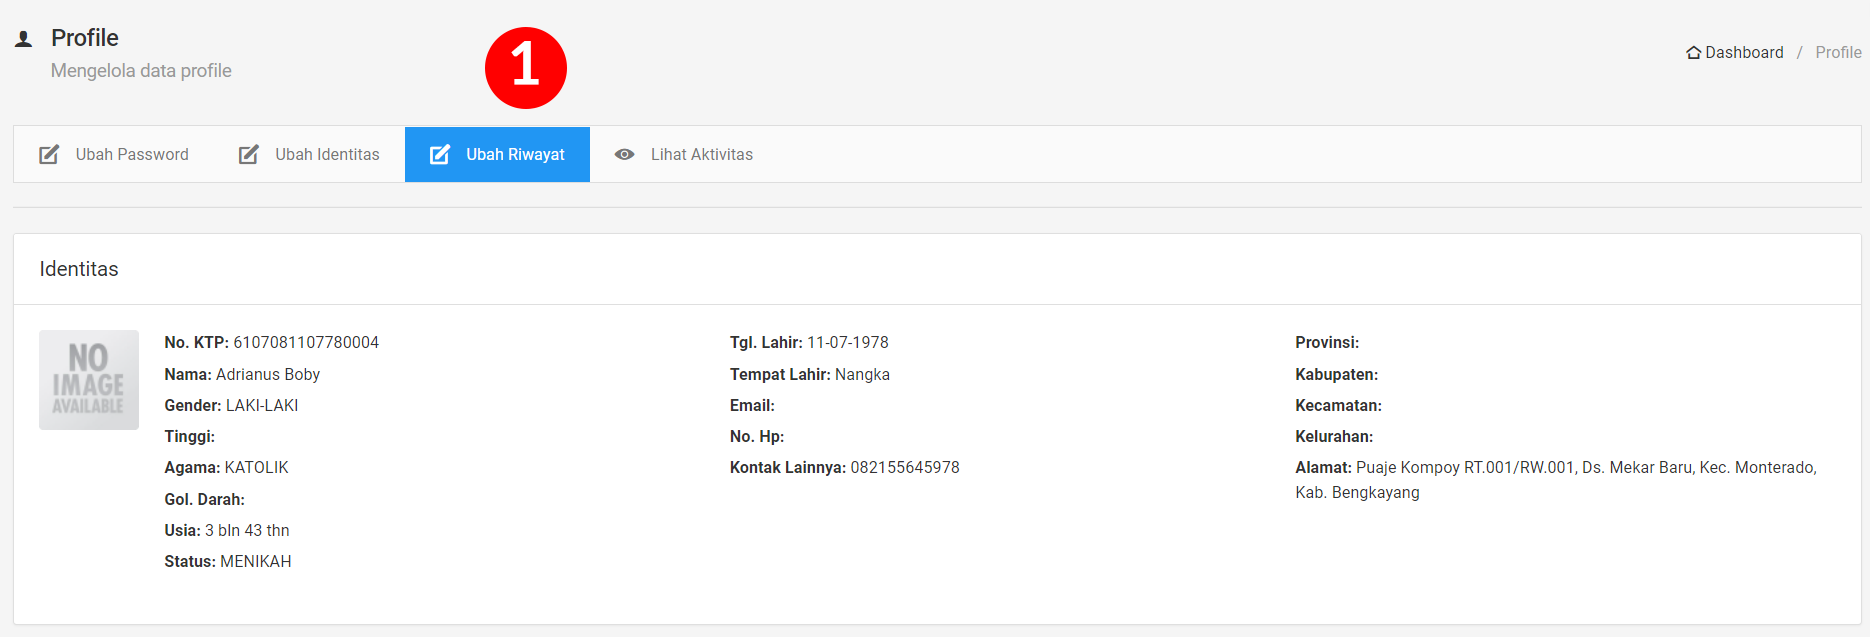 Profile
Mengelola data profile
1
Dashboard / Profile
Ubah Password Ubah Identitas Ubah Riwayat Lihat Aktivitas
Identitas
NO
IMAGE
AVAILABLE
No. KTP: 6107081107780004
Nama: Adrianus Boby
Gender: LAKI-LAKI
Tinggi:
Agama: KATOLIK
Gol. Darah:
Usia: 3 bln 43 thn
Status: MENIKAH
Tgl. Lahir: 11-07-1978
Tempat Lahir: Nangka
Email:
No. Hp:
Kontak Lainnya: 082155645978
Provinsi:
Kabupaten:
Kecamatan:
Kelurahan:
Alamat: Puaje Kompoy RT.001/RW.001, Ds. Mekar Baru, Kec. Monterado,
Kab. Bengkayang